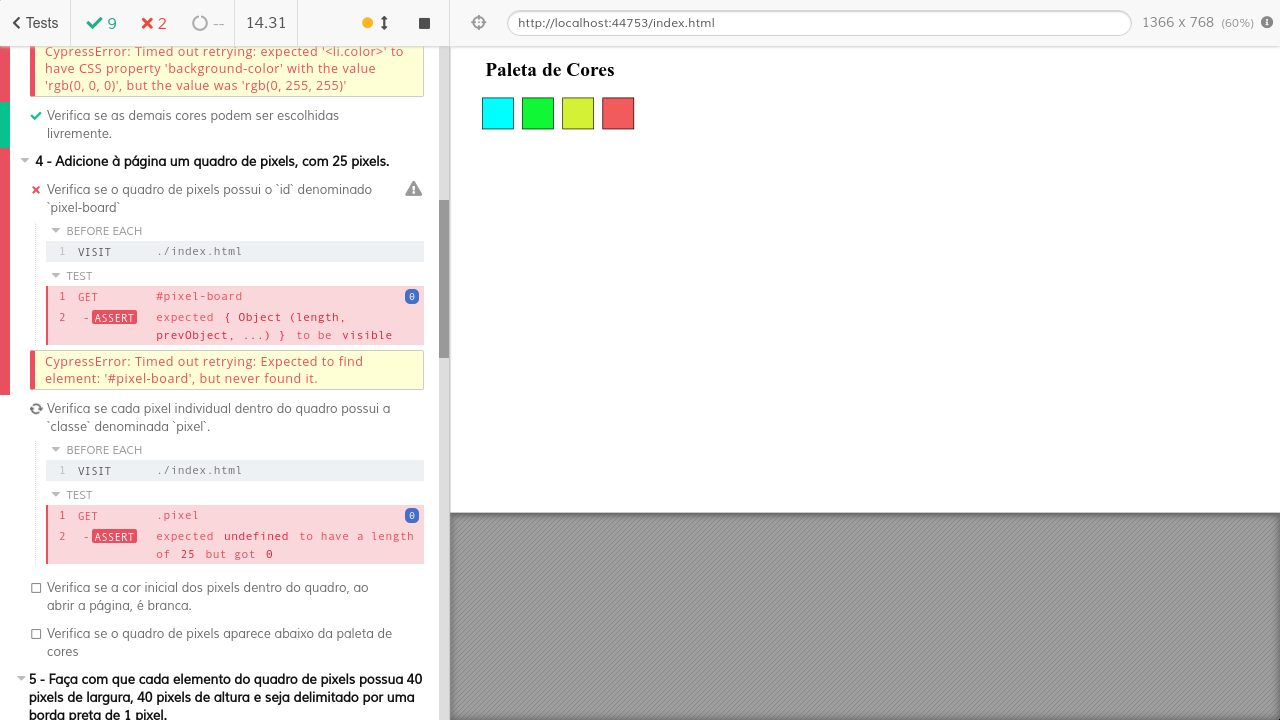 Tests 9 2 -- 14.31 http://localhost:44753/index.html 1366 x 768 (60%)
CypressError: Timed out retrying: expected '<li.color>' to
have CSS property 'background-color' with the value
'rgb(0, 0, 0)', but the value was 'rgb(0, 255, 255)'
Verifica se as demais cores podem ser escolhidas
livremente.
4 - Adicione à página um quadro de pixels, com 25 pixels.
Verifica se o quadro de pixels possui o `id` denominado
`pixel-board`
BEFORE EACH
1 VISIT ./index.html
TEST
1 GET #pixel-board 0
2 -ASSERT expected { Object (length,
prevObject, ...) } to be visible
CypressError: Timed out retrying: Expected to find
element: '#pixel-board', but never found it.
Verifica se cada pixel individual dentro do quadro possui a
`classe` denominada `pixel`.
BEFORE EACH
1 VISIT ./index.html
TEST
1 GET .pixel 0
2 -ASSERT expected undefined to have a length
of 25 but got 0
Verifica se a cor inicial dos pixels dentro do quadro, ao
abrir a página, é branca.
Verifica se o quadro de pixels aparece abaixo da paleta de
cores
5 - Faça com que cada elemento do quadro de pixels possua 40
pixels de largura, 40 pixels de altura e seja delimitado por uma
borda preta de 1 pixel.
Paleta de Cores